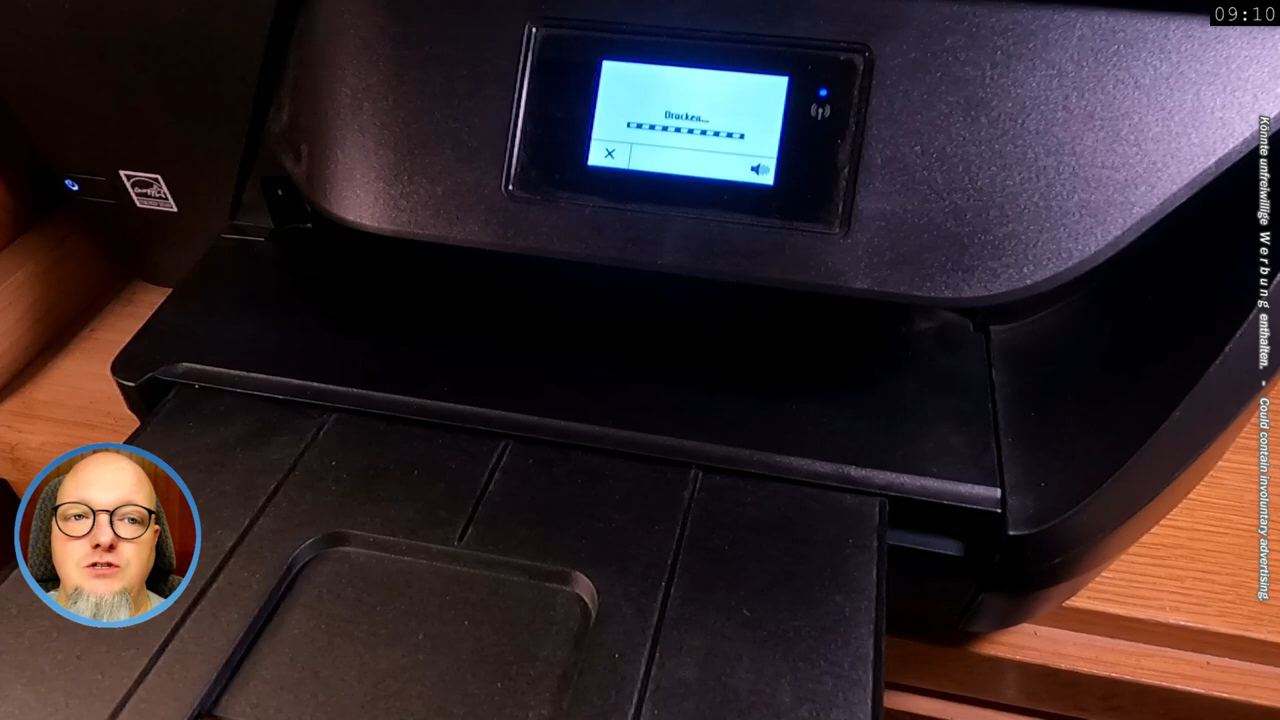 09:10
Drucken...
Könnte unfreiwillige Werbung enthalten. - Could contain involuntary advertising.